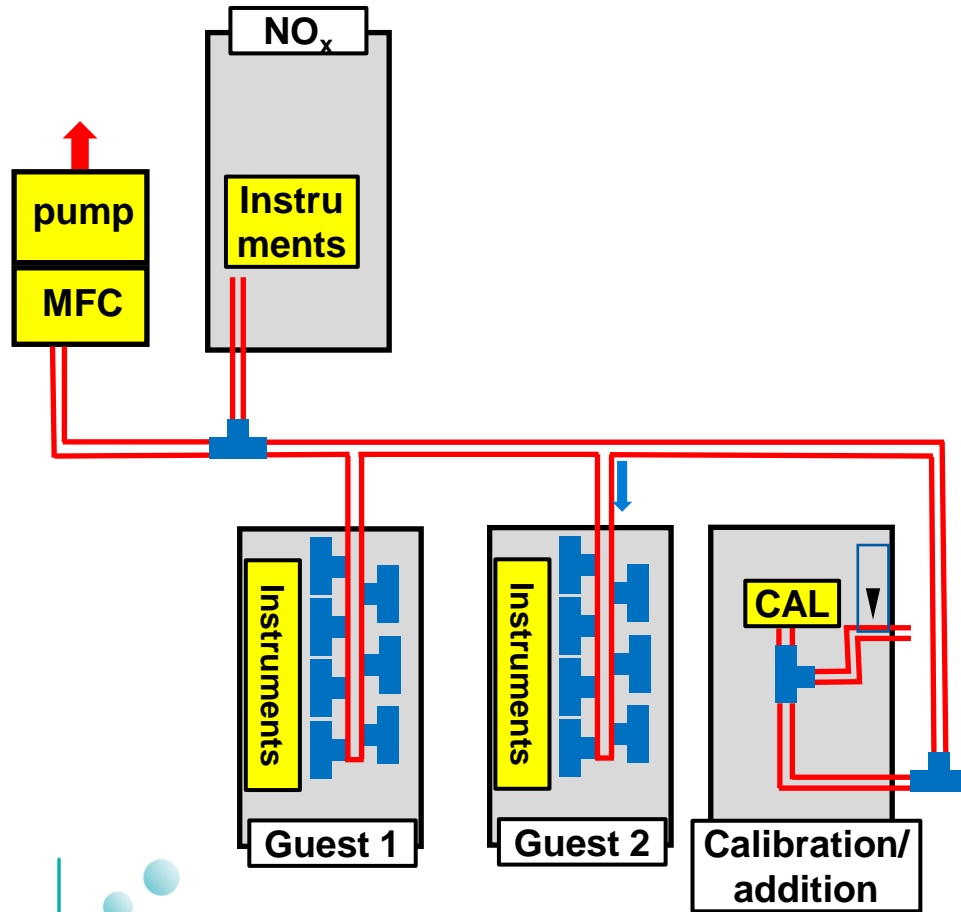 NOx
pump
MFC
Instru
ments
Instruments
Instruments
CAL
Guest 1
Guest 2
Calibration/
addition